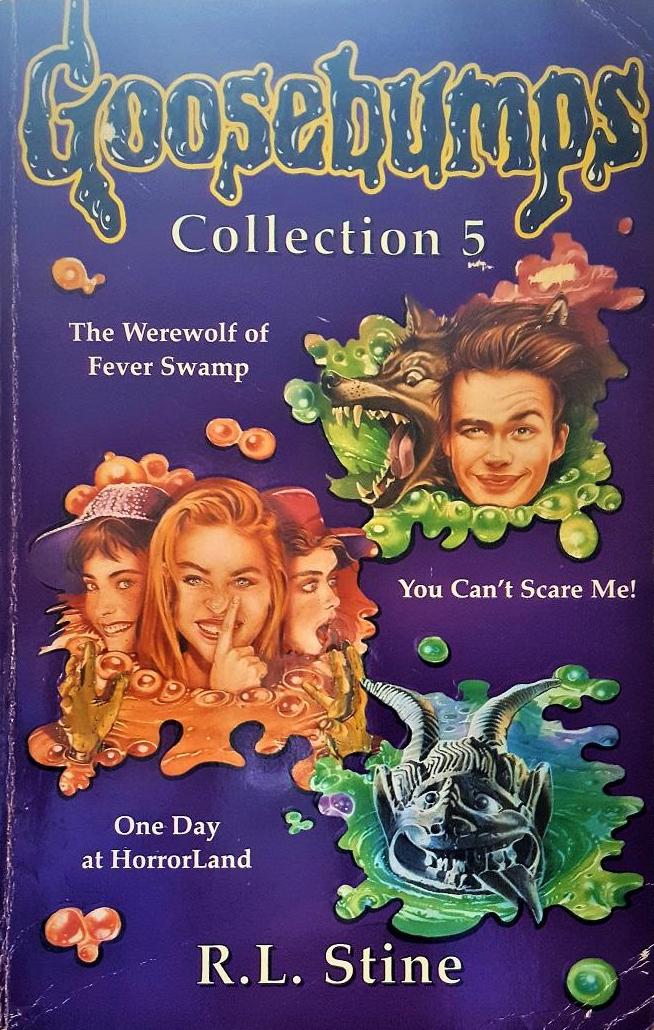 Goosebumps
Collection 5
The Werewolf of
Fever Swamp
You Can't Scare Me!
One Day
at HorrorLand
R.L. Stine